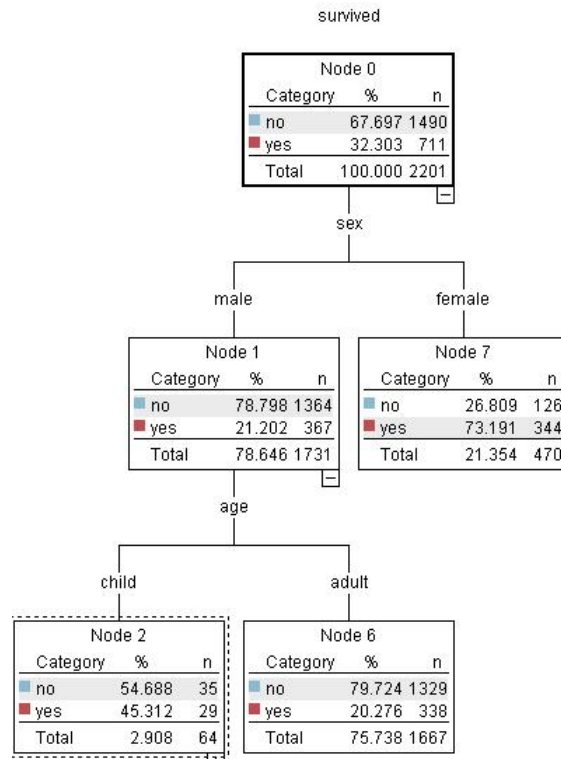 survived
Node 0
Category % n
no 67.697 1490
yes 32.303 711
Total 100.000 2201
sex
male female
Node 1
Category % n
no 78.798 1364
yes 21.202 367
Total 78.646 1731
Node 7
Category % n
no 26.809 126
yes 73.191 344
Total 21.354 470
age
child adult
Node 2
Category % n
no 54.688 35
yes 45.312 29
Total 2.908 64
Node 6
Category % n
no 79.724 1329
yes 20.276 338
Total 75.738 1667